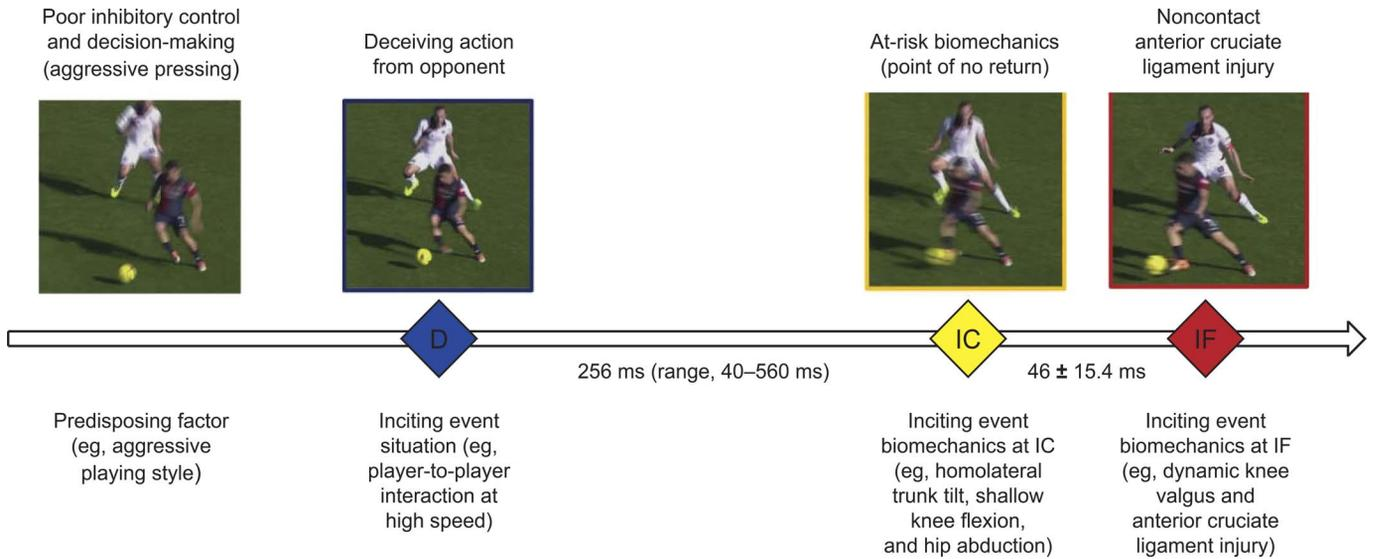 Poor inhibitory control
and decision-making
(aggressive pressing)
Deceiving action
from opponent
At-risk biomechanics
(point of no return)
Noncontact
anterior cruciate
ligament injury
D
IC
IF
256 ms (range, 40–560 ms)
46 ± 15.4 ms
Predisposing factor
(eg, aggressive
playing style)
Inciting event
situation (eg,
player-to-player
interaction at
high speed)
Inciting event
biomechanics at IC
(eg, homolateral
trunk tilt, shallow
knee flexion,
and hip abduction)
Inciting event
biomechanics at IF
(eg, dynamic knee
valgus and
anterior cruciate
ligament injury)